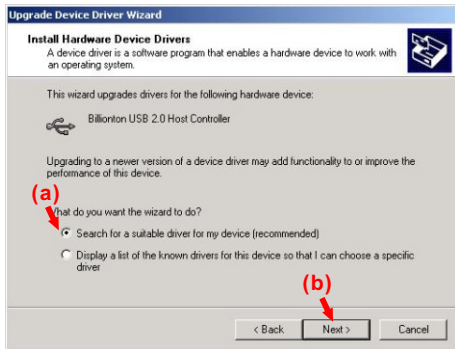 Upgrade Device Driver Wizard
Install Hardware Device Drivers
A device driver is a software program that enables a hardware device to work with
an operating system.
This wizard upgrades drivers for the following hardware device:
Billionton USB 2.0 Host Controller
Upgrading to a newer version of a device driver may add functionality to or improve the
performance of this device.
(a)
What do you want the wizard to do?
Search for a suitable driver for my device (recommended)
Display a list of the known drivers for this device so that I can choose a specific
driver
(b)
< Back Next > Cancel